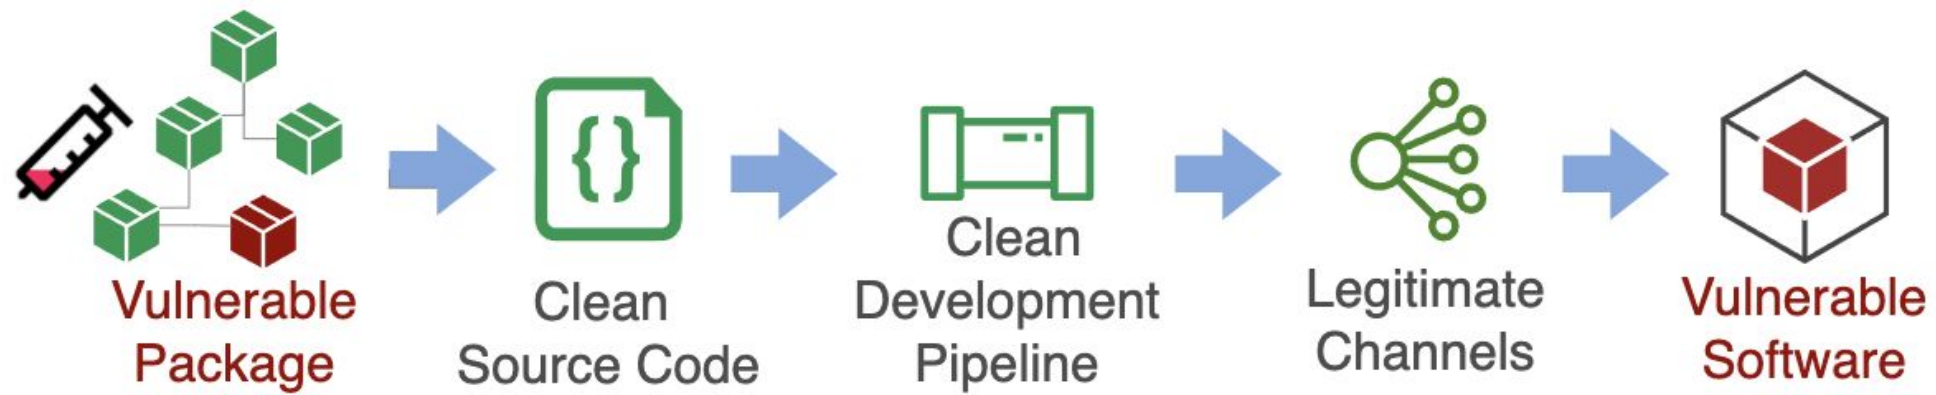 Vulnerable
Package
Clean
Source Code
Clean
Development
Pipeline
Legitimate
Channels
Vulnerable
Software